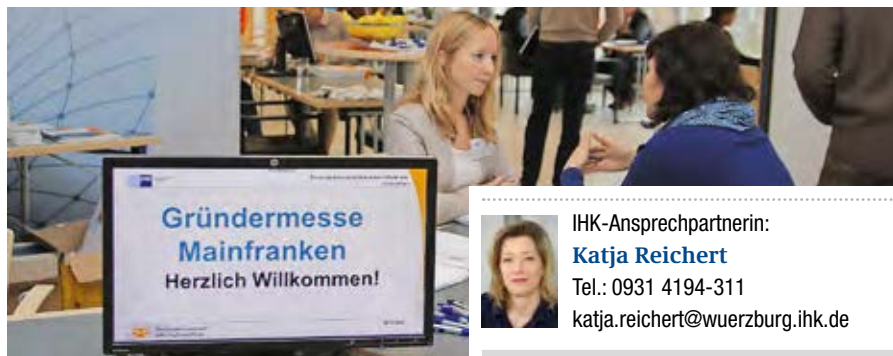 Gründermesse
Mainfranken
Herzlich Willkommen!
IHK-Ansprechpartnerin:
Katja Reichert
Tel.: 0931 4194-311
katja.reichert@wuerzburg.ihk.de